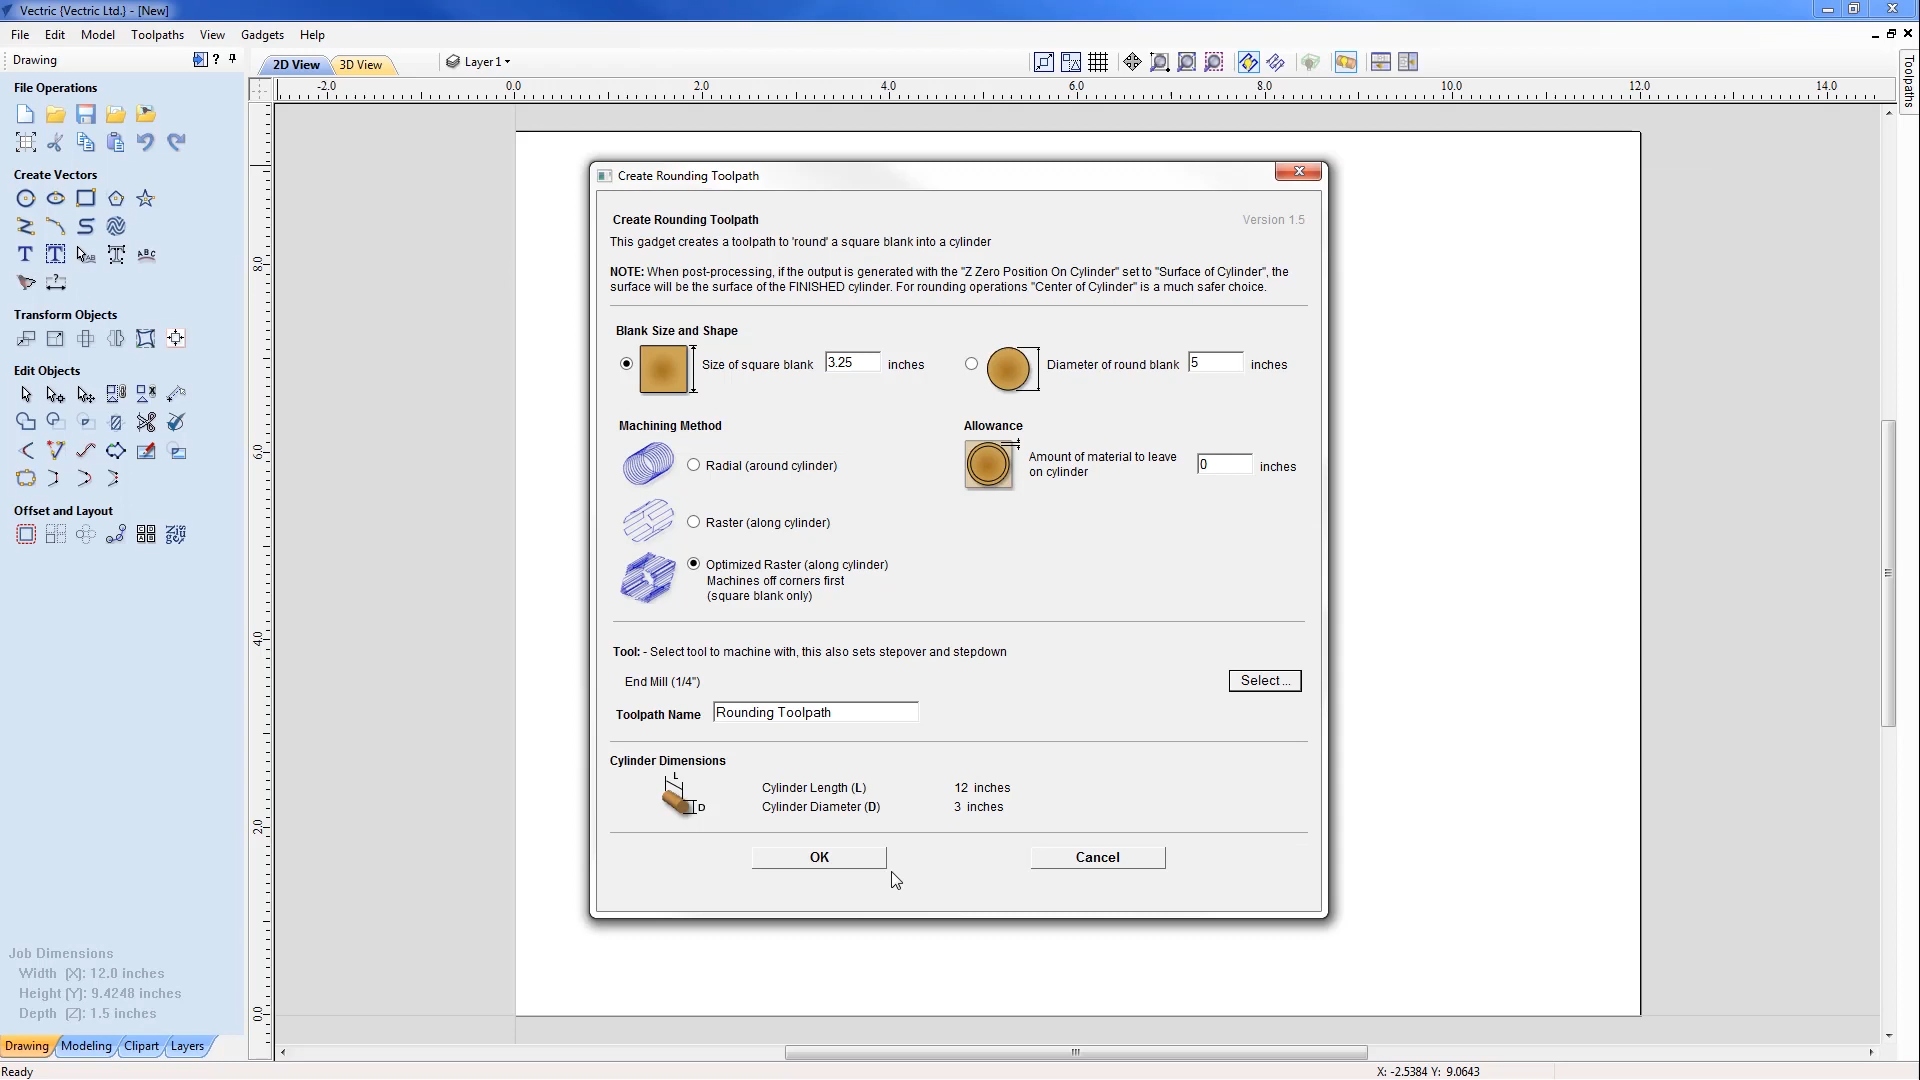 Vectric {Vectric Ltd.} - [New]
File Edit Model Toolpaths View Gadgets Help
Drawing
2D View
3D View
Layer 1
Toolpaths
-2.0 0.0 2.0 4.0 6.0 8.0 10.0 12.0 14.0
File Operations
Create Vectors
Transform Objects
Edit Objects
Offset and Layout
8.0
6.0
4.0
2.0
0.0
Create Rounding Toolpath
Create Rounding Toolpath
Version 1.5
This gadget creates a toolpath to 'round' a square blank into a cylinder
NOTE: When post-processing, if the output is generated with the "Z Zero Position On Cylinder" set to "Surface of Cylinder", the
surface will be the surface of the FINISHED cylinder. For rounding operations "Center of Cylinder" is a much safer choice.
Blank Size and Shape
Size of square blank 3.25 inches
Diameter of round blank 5 inches
Machining Method
Allowance
Radial (around cylinder)
Amount of material to leave
on cylinder
0 inches
Raster (along cylinder)
Optimized Raster (along cylinder)
Machines off corners first
(square blank only)
Tool: - Select tool to machine with, this also sets stepover and stepdown
End Mill (1/4")
Select ...
Toolpath Name Rounding Toolpath
Cylinder Dimensions
L
D
Cylinder Length (L) 12 inches
Cylinder Diameter (D) 3 inches
OK
Cancel
Job Dimensions
Width (X): 12.0 inches
Height (Y): 9.4248 inches
Depth (Z): 1.5 inches
Drawing Modeling Clipart Layers
Ready
X: -2.5384 Y: 9.0643